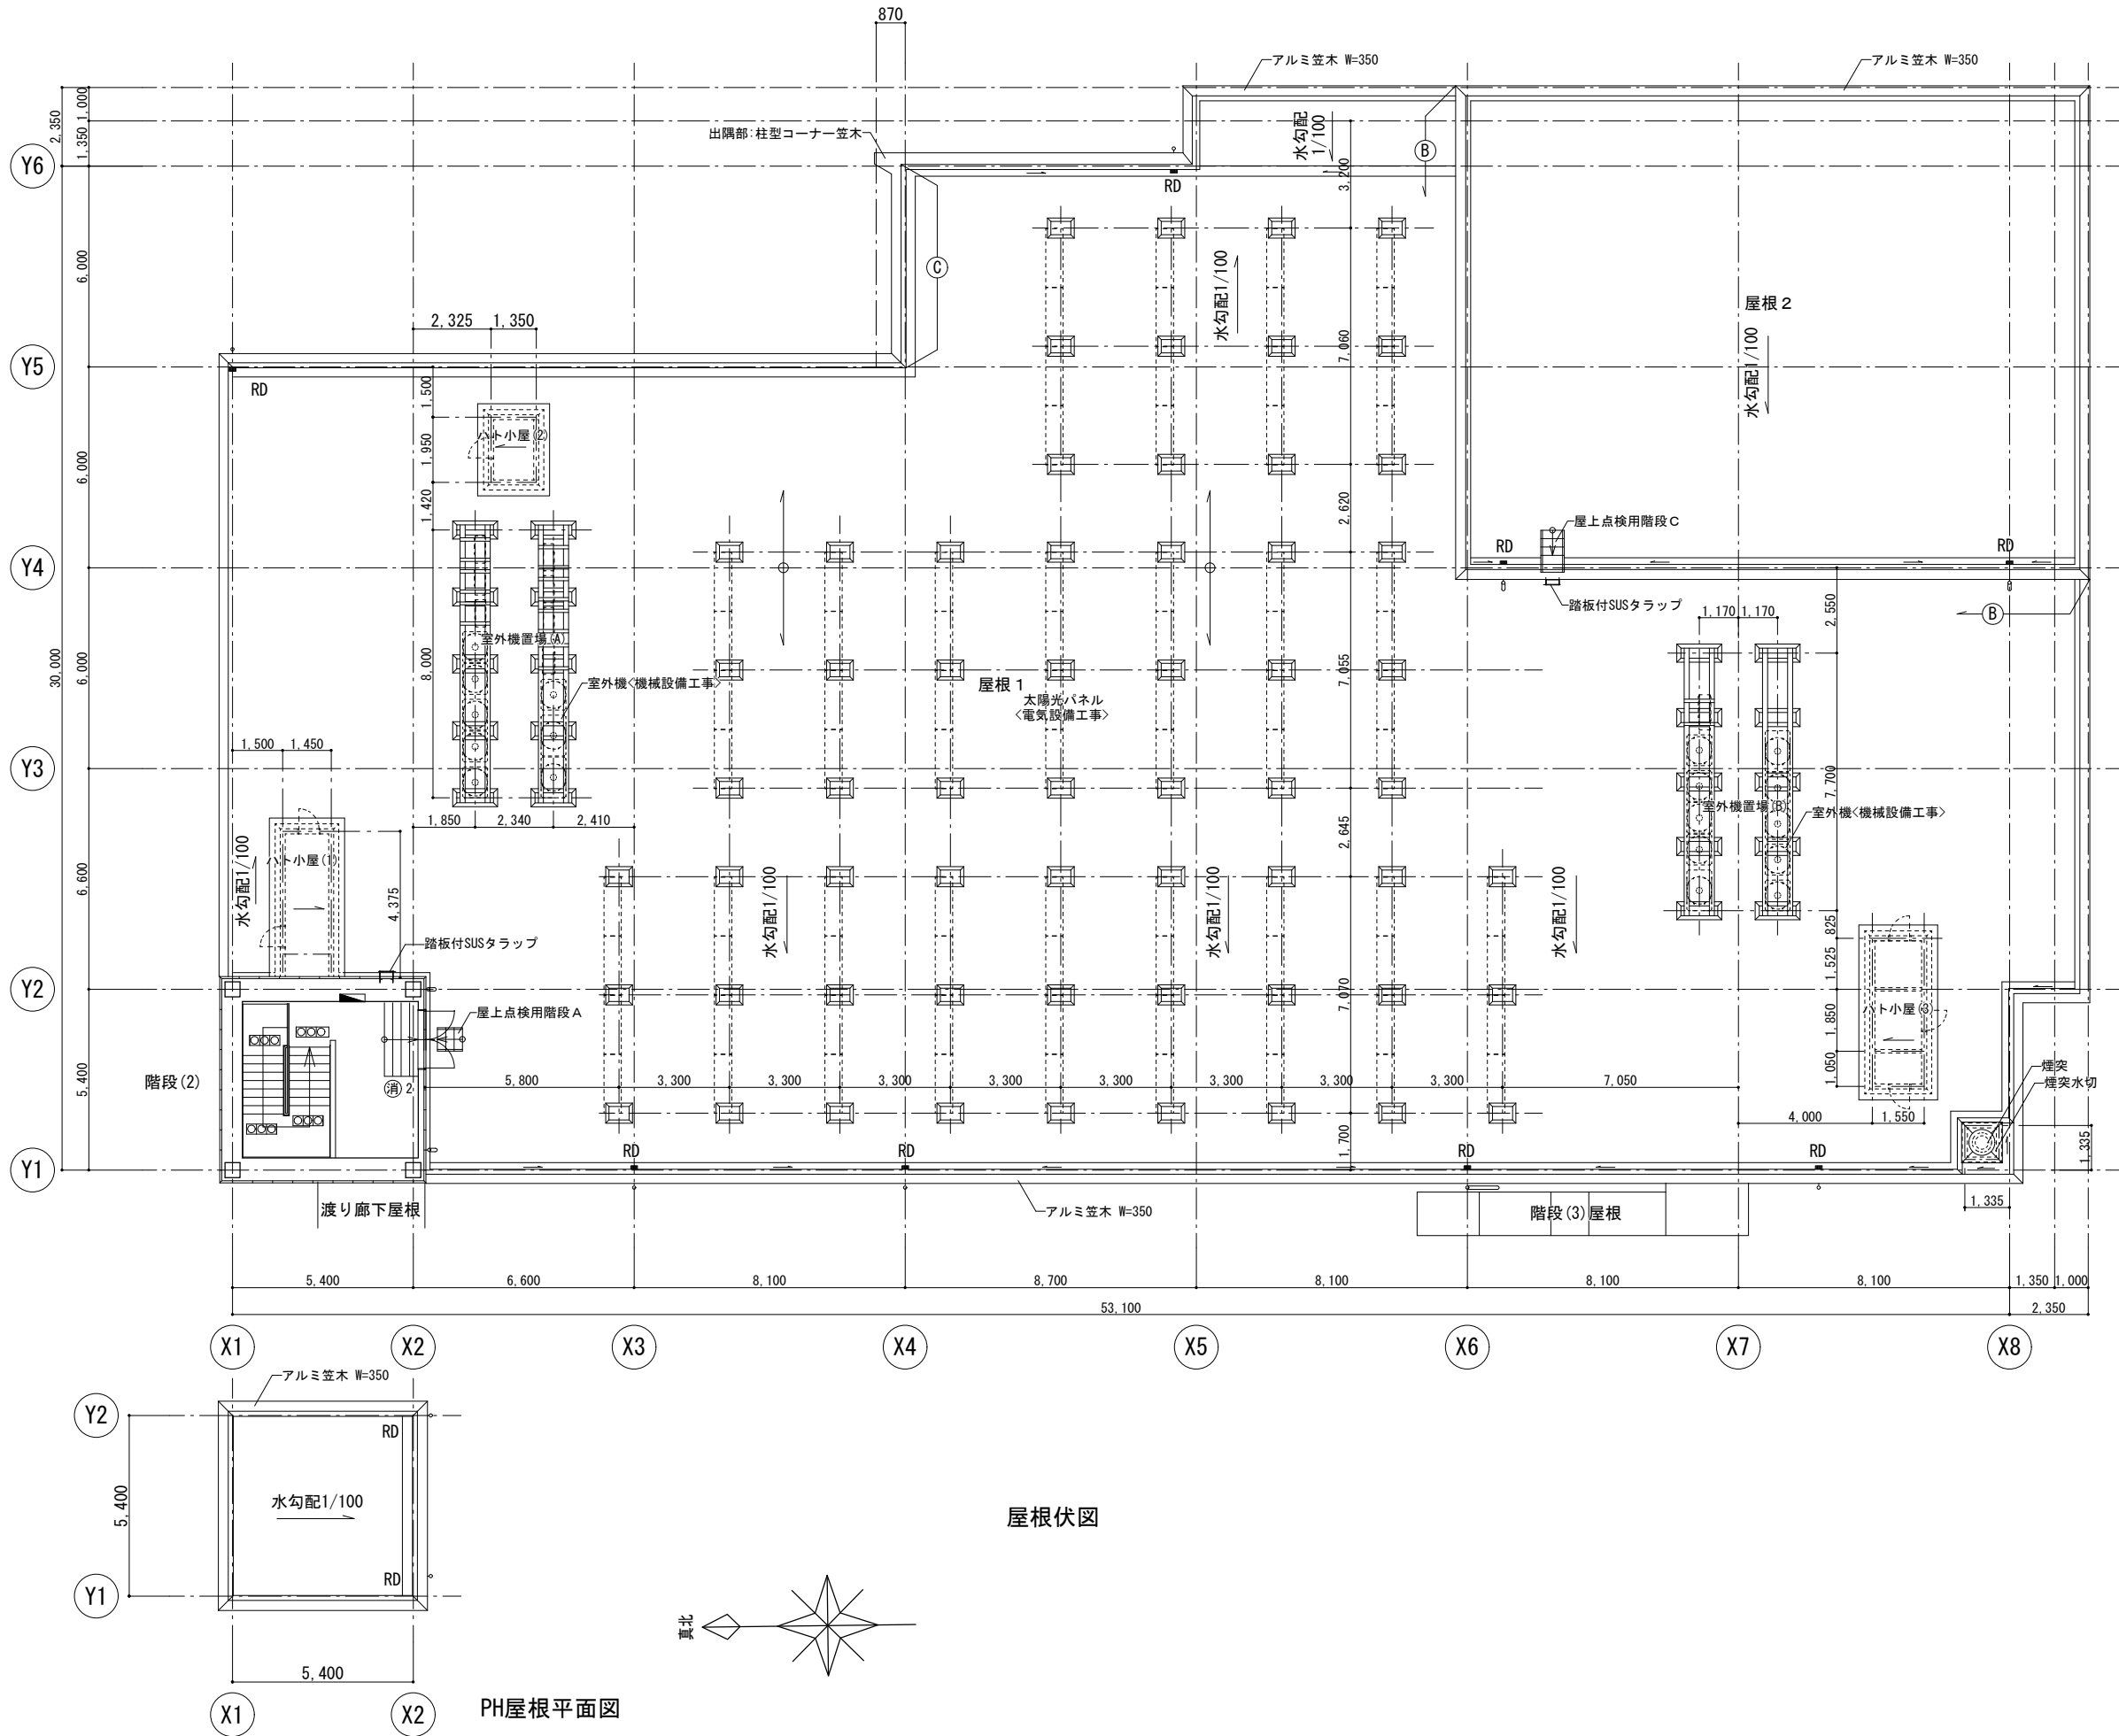 870
アルミ笠木 W=350
アルミ笠木 W=350
1,000
2,350
1,350
出隅部:柱型コーナー笠木
水勾配
1/100
B
Y6
3,200
RD
6,000
C
水勾配1/100
屋根2
2,325
1,350
水勾配1/100
7,060
Y5
RD
1,500
ハト小屋(2)
1,950
6,000
1,420
2,620
屋上点検用階段C
RD
RD
Y4
踏板付SUSタラップ
1,170
1,170
2,550
B
室外機置場(A)
30,000
6,000
8,000
室外機<機械設備工事>
屋根1
太陽光パネル
<電気設備工事>
7,055
1,500
1,450
Y3
7,700
室外機置場(B)
室外機<機械設備工事>
1,850
2,340
2,410
2,645
水勾配1/100
ハト小屋(1)
6,600
4,375
水勾配1/100
水勾配1/100
水勾配1/100
825
踏板付SUSタラップ
1,525
Y2
7,070
屋上点検用階段A
1,850
ハト小屋(3)
階段(2)
消
2
5,400
5,800
3,300
3,300
3,300
3,300
3,300
3,300
3,300
3,300
7,050
1,050
煙突
煙突水切
4,000
1,550
1,700
1,335
RD
RD
RD
RD
Y1
渡り廊下屋根
アルミ笠木 W=350
階段(3)屋根
1,335
5,400
6,600
8,100
8,700
8,100
8,100
8,100
1,350
1,000
53,100
2,350
X1
X2
X3
X4
X5
X6
X7
X8
アルミ笠木 W=350
Y2
RD
5,400
水勾配1/100
屋根伏図
RD
Y1
真北
5,400
X1
X2
PH屋根平面図